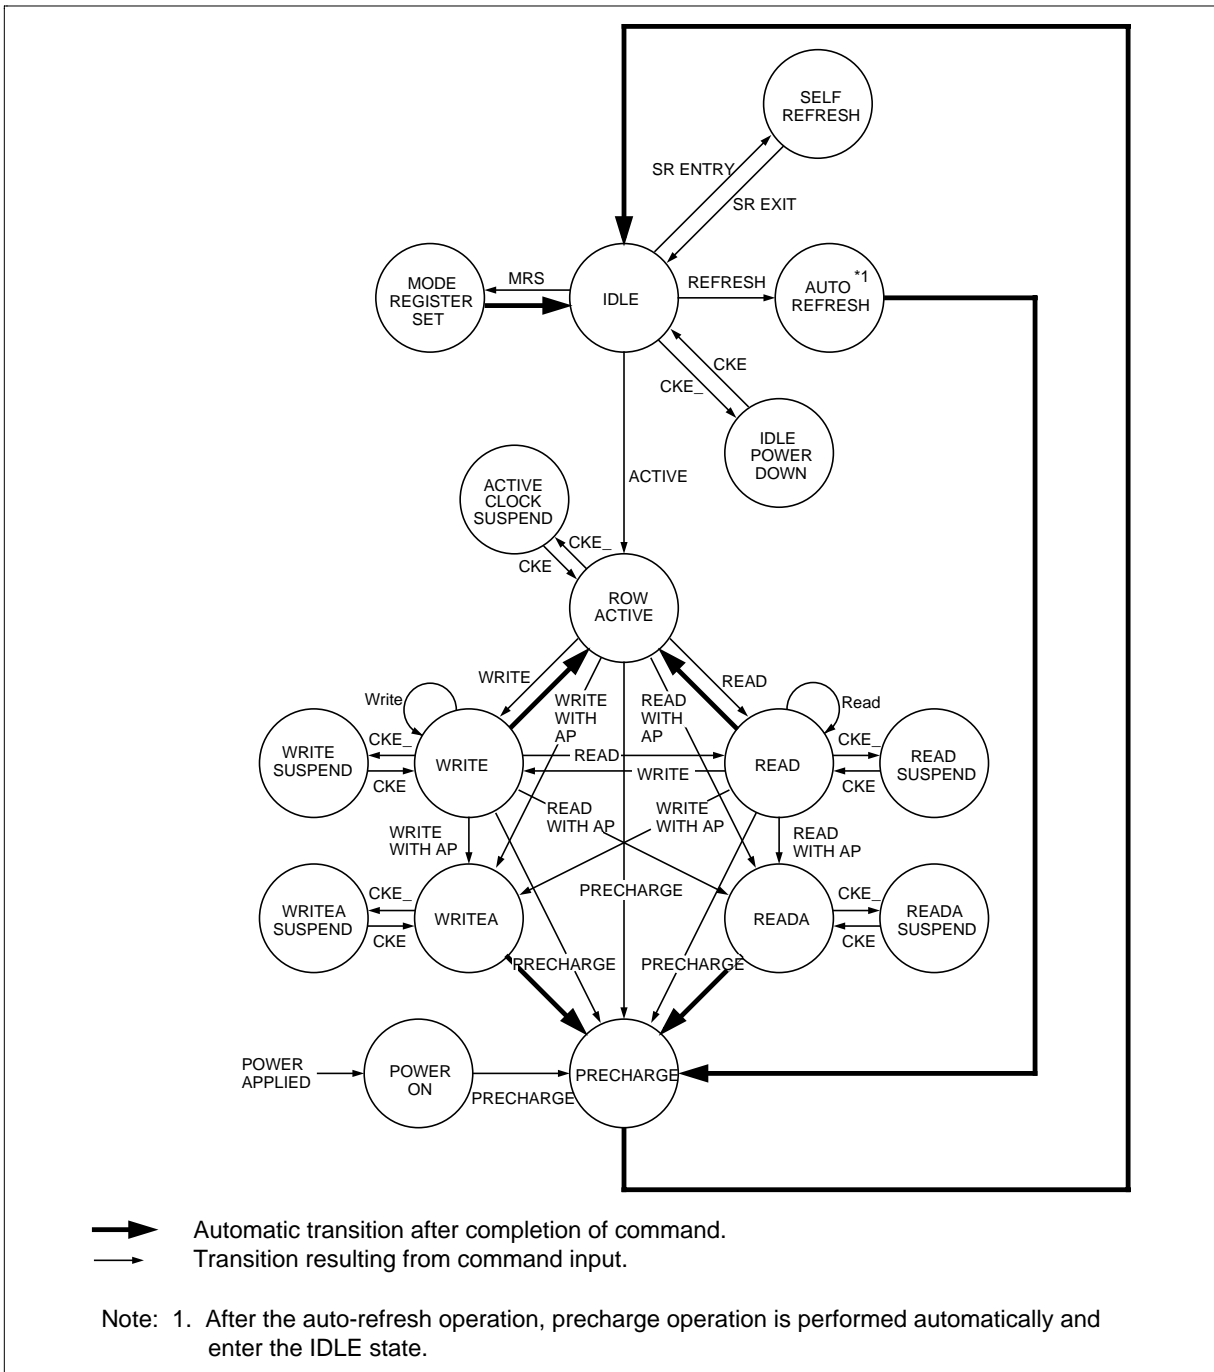 SELF
REFRESH
SR ENTRY
SR EXIT
MODE
REGISTER
SET
MRS
IDLE
REFRESH
AUTO *1
REFRESH
CKE
CKE_
IDLE
POWER
DOWN
ACTIVE
ACTIVE
CLOCK
SUSPEND
CKE_
CKE
ROW
ACTIVE
WRITE
WRITE
WITH
AP
READ
WITH
AP
READ
Write
Read
WRITE
SUSPEND
CKE_
CKE
WRITE
READ
WRITE
READ
CKE_
CKE
READ
SUSPEND
WRITE
WITH AP
READ
WITH AP
WRITE
WITH AP
READ
WITH AP
WRITEA
SUSPEND
CKE_
CKE
WRITEA
PRECHARGE
READA
CKE_
CKE
READA
SUSPEND
PRECHARGE
PRECHARGE
POWER
APPLIED
POWER
ON
PRECHARGE
PRECHARGE
Automatic transition after completion of command.
Transition resulting from command input.
Note: 1. After the auto-refresh operation, precharge operation is performed automatically and
enter the IDLE state.